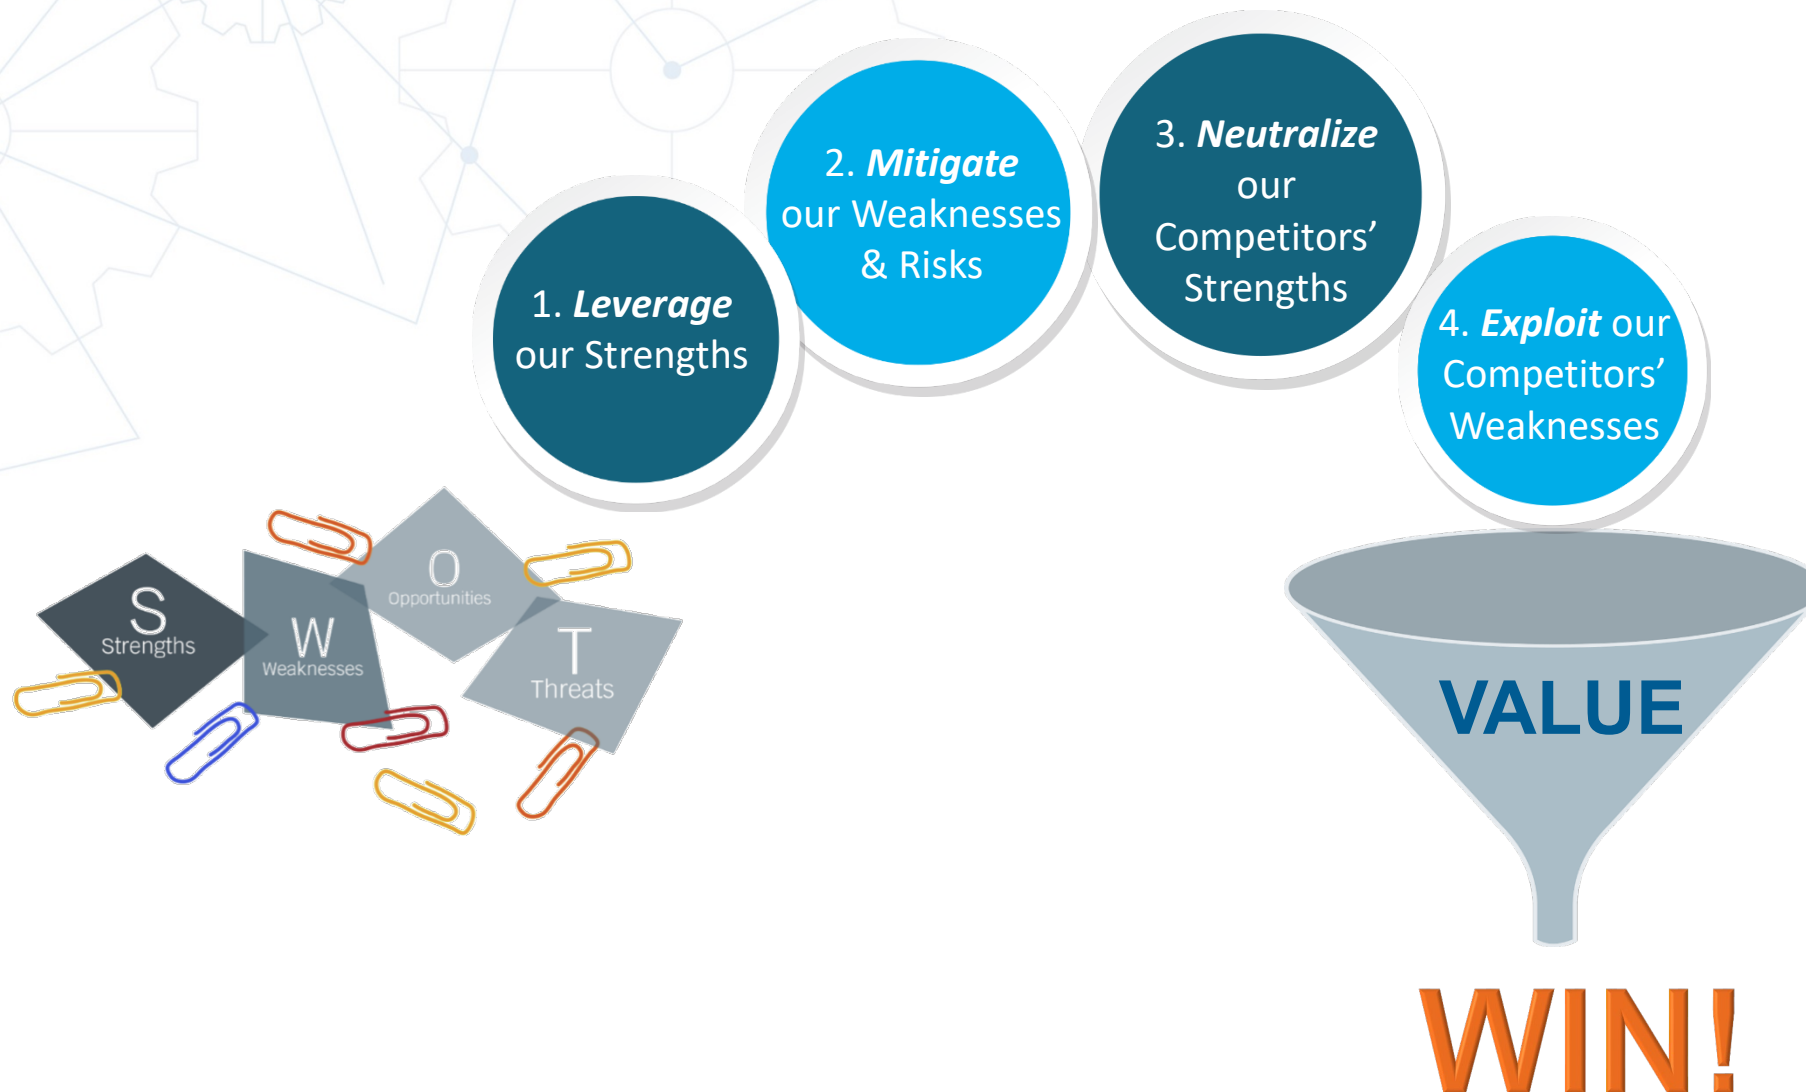 1. Leverage
our Strengths
2. Mitigate
our Weaknesses
& Risks
3. Neutralize
our
Competitors’
Strengths
4. Exploit our
Competitors’
Weaknesses
S
Strengths
W
Weaknesses
O
Opportunities
T
Threats
VALUE
WIN!